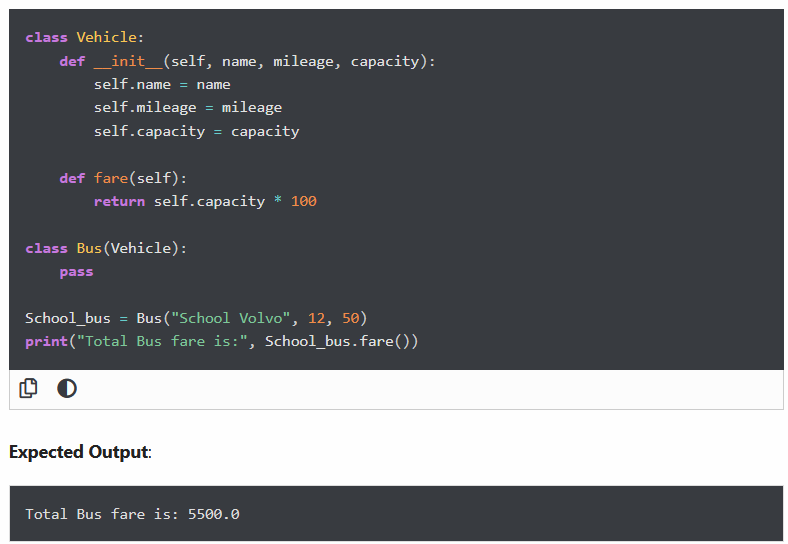 class Vehicle:
    def __init__(self, name, mileage, capacity):
        self.name = name
        self.mileage = mileage
        self.capacity = capacity
    def fare(self):
        return self.capacity * 100
class Bus(Vehicle):
    pass
School_bus = Bus("School Volvo", 12, 50)
print("Total Bus fare is:", School_bus.fare())
Expected Output:
Total Bus fare is: 5500.0